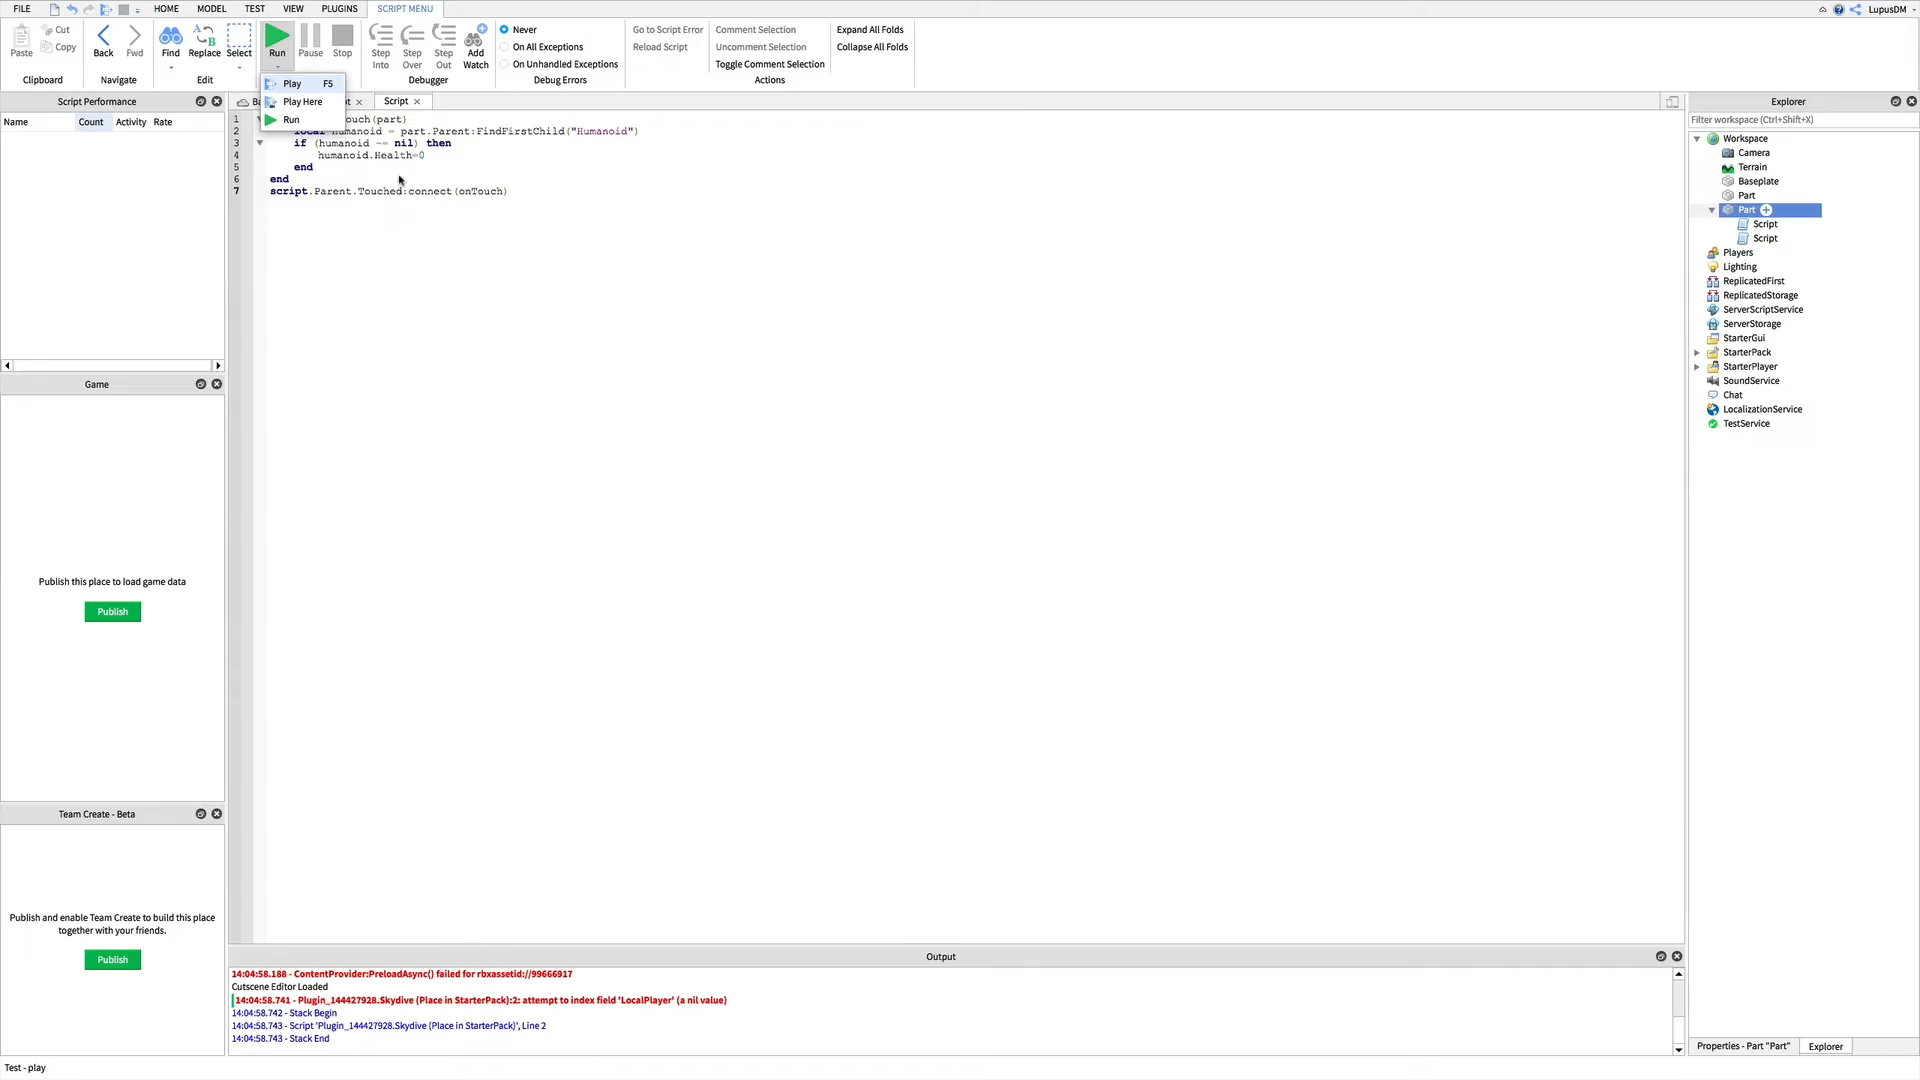 FILE HOME MODEL TEST VIEW PLUGINS SCRIPT MENU LupusDM
Paste Cut Copy Back Fwd Find Replace Select Run Pause Stop Step Into Step Over Step Out Add Watch
Never
On All Exceptions
On Unhandled Exceptions
Go to Script Error
Reload Script
Comment Selection
Uncomment Selection
Toggle Comment Selection
Expand All Folds
Collapse All Folds
Clipboard Navigate Edit Debugger Debug Errors Actions
Play F5
Play Here
Run
Script Performance
Name Count Activity Rate
Ba
pt
Script
1 ouch(part)
2 local humanoid = part.Parent:FindFirstChild("Humanoid")
3 if (humanoid ~= nil) then
4 humanoid.Health=0
5 end
6 end
7 script.Parent.Touched:connect(onTouch)
Game
Publish this place to load game data
Publish
Team Create - Beta
Publish and enable Team Create to build this place
together with your friends.
Publish
Output
14:04:58.188 - ContentProvider:PreloadAsync() failed for rbxassetid://99666917
Cutscene Editor Loaded
14:04:58.741 - Plugin_144427928.Skydive (Place in StarterPack):2: attempt to index field 'LocalPlayer' (a nil value)
14:04:58.742 - Stack Begin
14:04:58.743 - Script 'Plugin_144427928.Skydive (Place in StarterPack)', Line 2
14:04:58.743 - Stack End
Explorer
Filter workspace (Ctrl+Shift+X)
Workspace
Camera
Terrain
Baseplate
Part
Part
Script
Script
Players
Lighting
ReplicatedFirst
ReplicatedStorage
ServerScriptService
ServerStorage
StarterGui
StarterPack
StarterPlayer
SoundService
Chat
LocalizationService
TestService
Properties - Part "Part" Explorer
Test - play